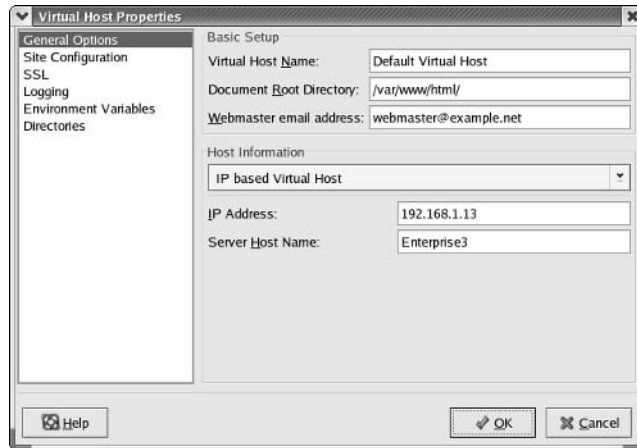 Virtual Host Properties
General Options
Site Configuration
SSL
Logging
Environment Variables
Directories
Basic Setup
Virtual Host Name: Default Virtual Host
Document Root Directory: /var/www/html/
Webmaster email address: webmaster@example.net
Host Information
IP based Virtual Host
IP Address: 192.168.1.13
Server Host Name: Enterprise3
Help
OK
Cancel